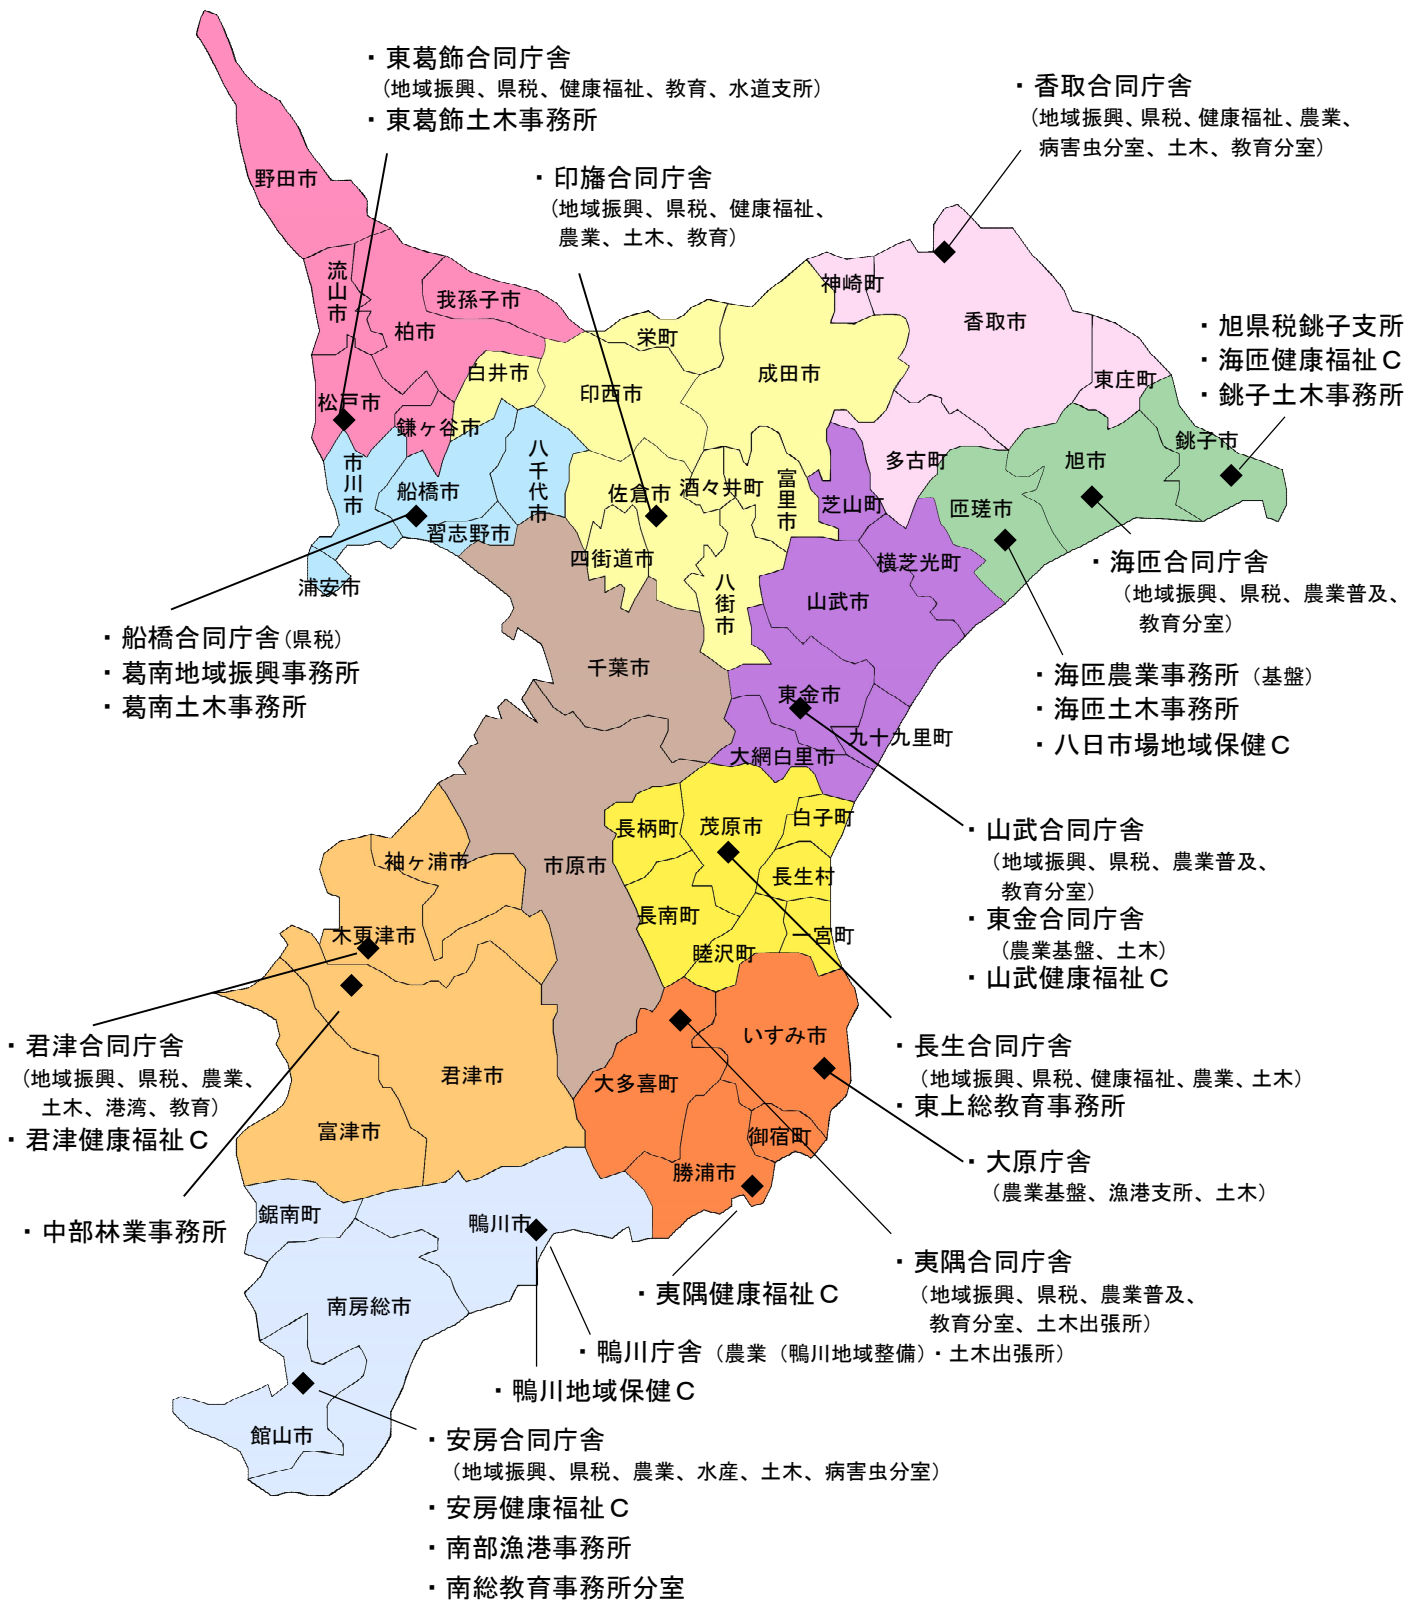 ・東葛飾合同庁舎
（地域振興、県税、健康福祉、教育、水道支所）
・東葛飾土木事務所
・香取合同庁舎
（地域振興、県税、健康福祉、農業、
病害虫分室、土木、教育分室）
・印旛合同庁舎
（地域振興、県税、健康福祉、
農業、土木、教育）
野田市
流山市
柏市
我孫子市
松戸市
鎌ヶ谷市
白井市
栄町
印西市
成田市
神崎町
香取市
東庄町
多古町
・旭県税銚子支所
・海匝健康福祉Ｃ
・銚子土木事務所
銚子市
旭市
匝瑳市
市川市
船橋市
八千代市
習志野市
浦安市
佐倉市
酒々井町
富里市
四街道市
八街市
芝山町
横芝光町
山武市
・海匝合同庁舎
（地域振興、県税、農業普及、
教育分室）
・海匝農業事務所（基盤）
・海匝土木事務所
・八日市場地域保健Ｃ
・船橋合同庁舎（県税）
・葛南地域振興事務所
・葛南土木事務所
千葉市
東金市
九十九里町
大網白里市
市原市
長柄町
茂原市
白子町
長生村
長南町
睦沢町
一宮町
・山武合同庁舎
（地域振興、県税、農業普及、
教育分室）
・東金合同庁舎
（農業基盤、土木）
・山武健康福祉Ｃ
袖ヶ浦市
木更津市
君津市
富津市
・君津合同庁舎
（地域振興、県税、農業、
土木、港湾、教育）
・君津健康福祉Ｃ
・中部林業事務所
いすみ市
大多喜町
御宿町
勝浦市
・長生合同庁舎
（地域振興、県税、健康福祉、農業、土木）
・東上総教育事務所
・大原庁舎
（農業基盤、漁港支所、土木）
・夷隅合同庁舎
（地域振興、県税、農業普及、
教育分室、土木出張所）
・夷隅健康福祉Ｃ
鋸南町
鴨川市
南房総市
館山市
・鴨川庁舎（農業（鴨川地域整備）・土木出張所）
・鴨川地域保健Ｃ
・安房合同庁舎
（地域振興、県税、農業、水産、土木、病害虫分室）
・安房健康福祉Ｃ
・南部漁港事務所
・南総教育事務所分室